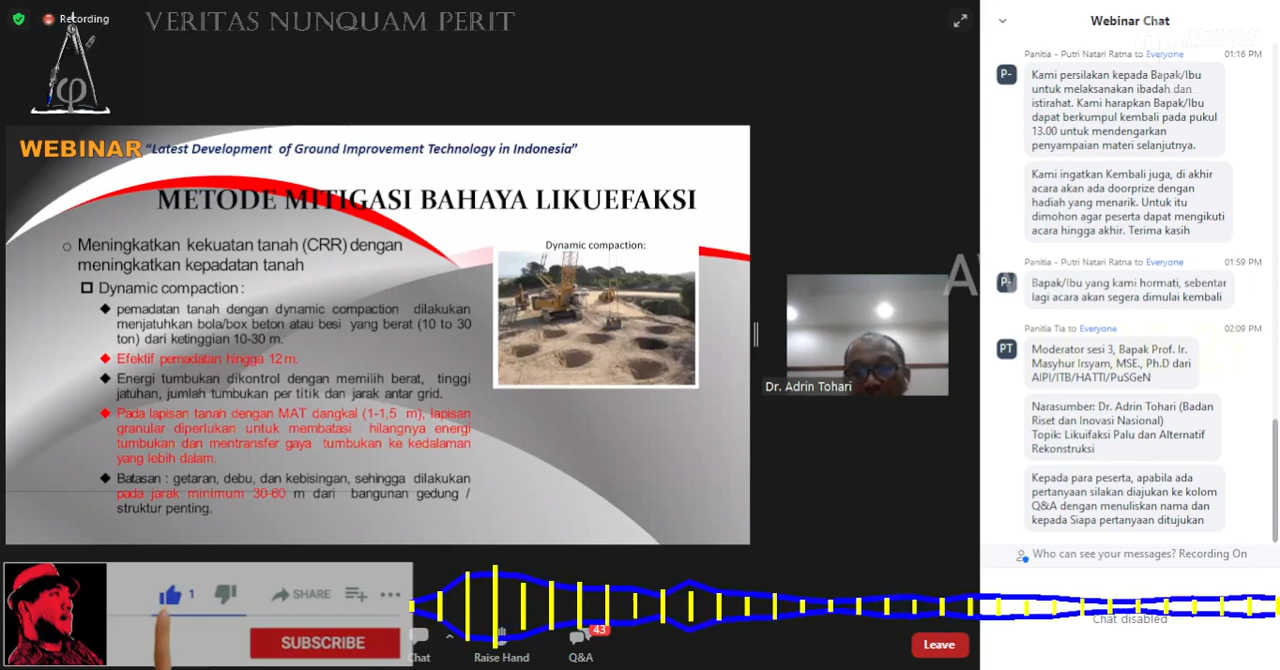 Recording
VERITAS NUNQUAM PERIT
φ
WEBINAR "Latest Development of Ground Improvement Technology in Indonesia"
METODE MITIGASI BAHAYA LIKUEFAKSI
Meningkatkan kekuatan tanah (CRR) dengan
meningkatkan kepadatan tanah
Dynamic compaction :
pemadatan tanah dengan dynamic compaction dilakukan
menjatuhkan bola/box beton atau besi yang berat (10 to 30
ton) dari ketinggian 10-30 m.
Efektif pemadatan hingga 12 m.
Energi tumbukan dikontrol dengan memilih berat, tinggi
jatuhan, jumlah tumbukan per titik dan jarak antar grid.
Pada lapisan tanah dengan MAT dangkal (1-1,5 m), lapisan
granular diperlukan untuk membatasi hilangnya energi
tumbukan dan mentransfer gaya tumbukan ke kedalaman
yang lebih dalam.
Batasan : getaran, debu, dan kebisingan, sehingga dilakukan
pada jarak minimum 30-60 m dari bangunan gedung /
struktur penting.
Dynamic compaction:
Dr. Adrin Tohari
1
SHARE
SUBSCRIBE
Chat
Raise Hand
43
Q&A
Leave
Webinar Chat
Panitia - Putri Natari Ratna to Everyone 01:16 PM
P-
Kami persilakan kepada Bapak/Ibu
untuk melaksanakan ibadah dan
istirahat. Kami harapkan Bapak/Ibu
dapat berkumpul kembali pada pukul
13.00 untuk mendengarkan
penyampaian materi selanjutnya.
Kami ingatkan Kembali juga, di akhir
acara akan ada doorprize dengan
hadiah yang menarik. Untuk itu
dimohon agar peserta dapat mengikuti
acara hingga akhir. Terima kasih
Panitia - Putri Natari Ratna to Everyone 01:59 PM
P-
Bapak/Ibu yang kami hormati, sebentar
lagi acara akan segera dimulai kembali
Panitia Tia to Everyone 02:09 PM
PT
Moderator sesi 3, Bapak Prof. Ir.
Masyhur Irsyam, MSE., Ph.D dari
AIPI/ITB/HATTI/PuSGeN
Narasumber: Dr. Adrin Tohari (Badan
Riset dan Inovasi Nasional)
Topik: Likuifaksi Palu dan Alternatif
Rekonstruksi
Kepada para peserta, apabila ada
pertanyaan silakan diajukan ke kolom
Q&A dengan menuliskan nama dan
kepada Siapa pertanyaan ditujukan
Who can see your messages? Recording On
Chat disabled